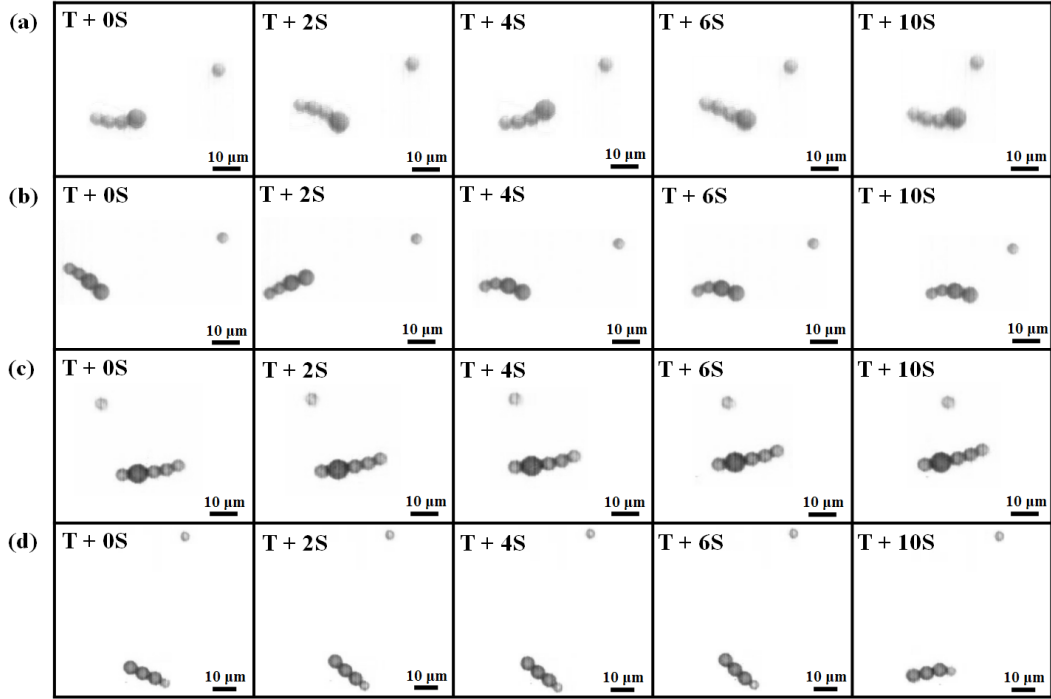 (a) T + 0S T + 2S T + 4S T + 6S T + 10S
10 μm 10 μm 10 μm 10 μm 10 μm
(b) T + 0S T + 2S T + 4S T + 6S T + 10S
10 μm 10 μm 10 μm 10 μm 10 μm
(c) T + 0S T + 2S T + 4S T + 6S T + 10S
10 μm 10 μm 10 μm 10 μm 10 μm
(d) T + 0S T + 2S T + 4S T + 6S T + 10S
10 μm 10 μm 10 μm 10 μm 10 μm